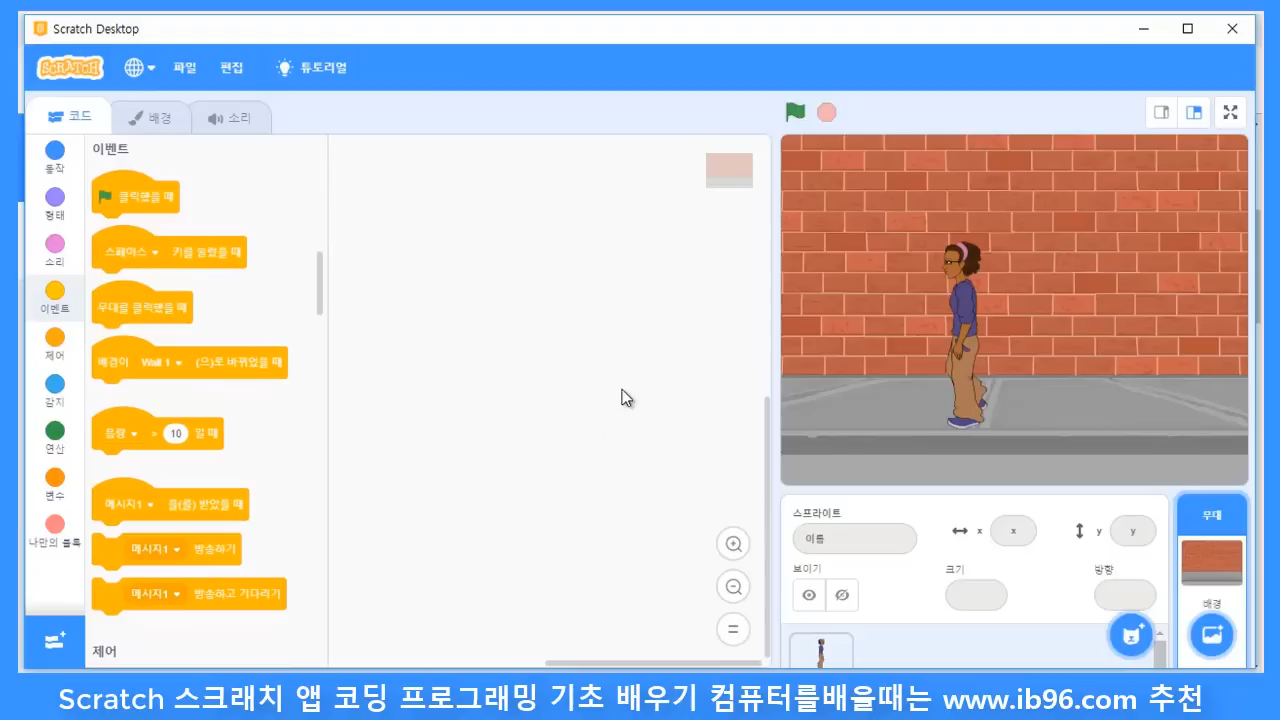 Scratch Desktop
SCRATCH
파일
편집
튜토리얼
코드
배경
소리
동작
형태
소리
이벤트
제어
감지
연산
변수
나만의 블록
이벤트
클릭했을 때
스페이스 키를 눌렀을 때
무대를 클릭했을 때
배경이 Wall 1 (으)로 바뀌었을 때
음량 > 10 일 때
메시지1 을(를) 받았을 때
메시지1 방송하기
메시지1 방송하고 기다리기
제어
스프라이트
이름
x x
y y
보이기
크기
방향
무대
배경
Scratch 스크래치 앱 코딩 프로그래밍 기초 배우기 컴퓨터를배울때는 www.ib96.com 추천